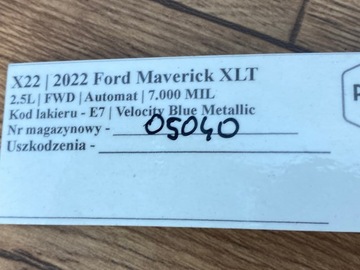 X22 | 2022 Ford Maverick XLT
2.5L | FWD | Automat | 7.000 MIL
Kod lakieru - E7 | Velocity Blue Metallic
Nr magazynowy - 05040
Uszkodzenia -